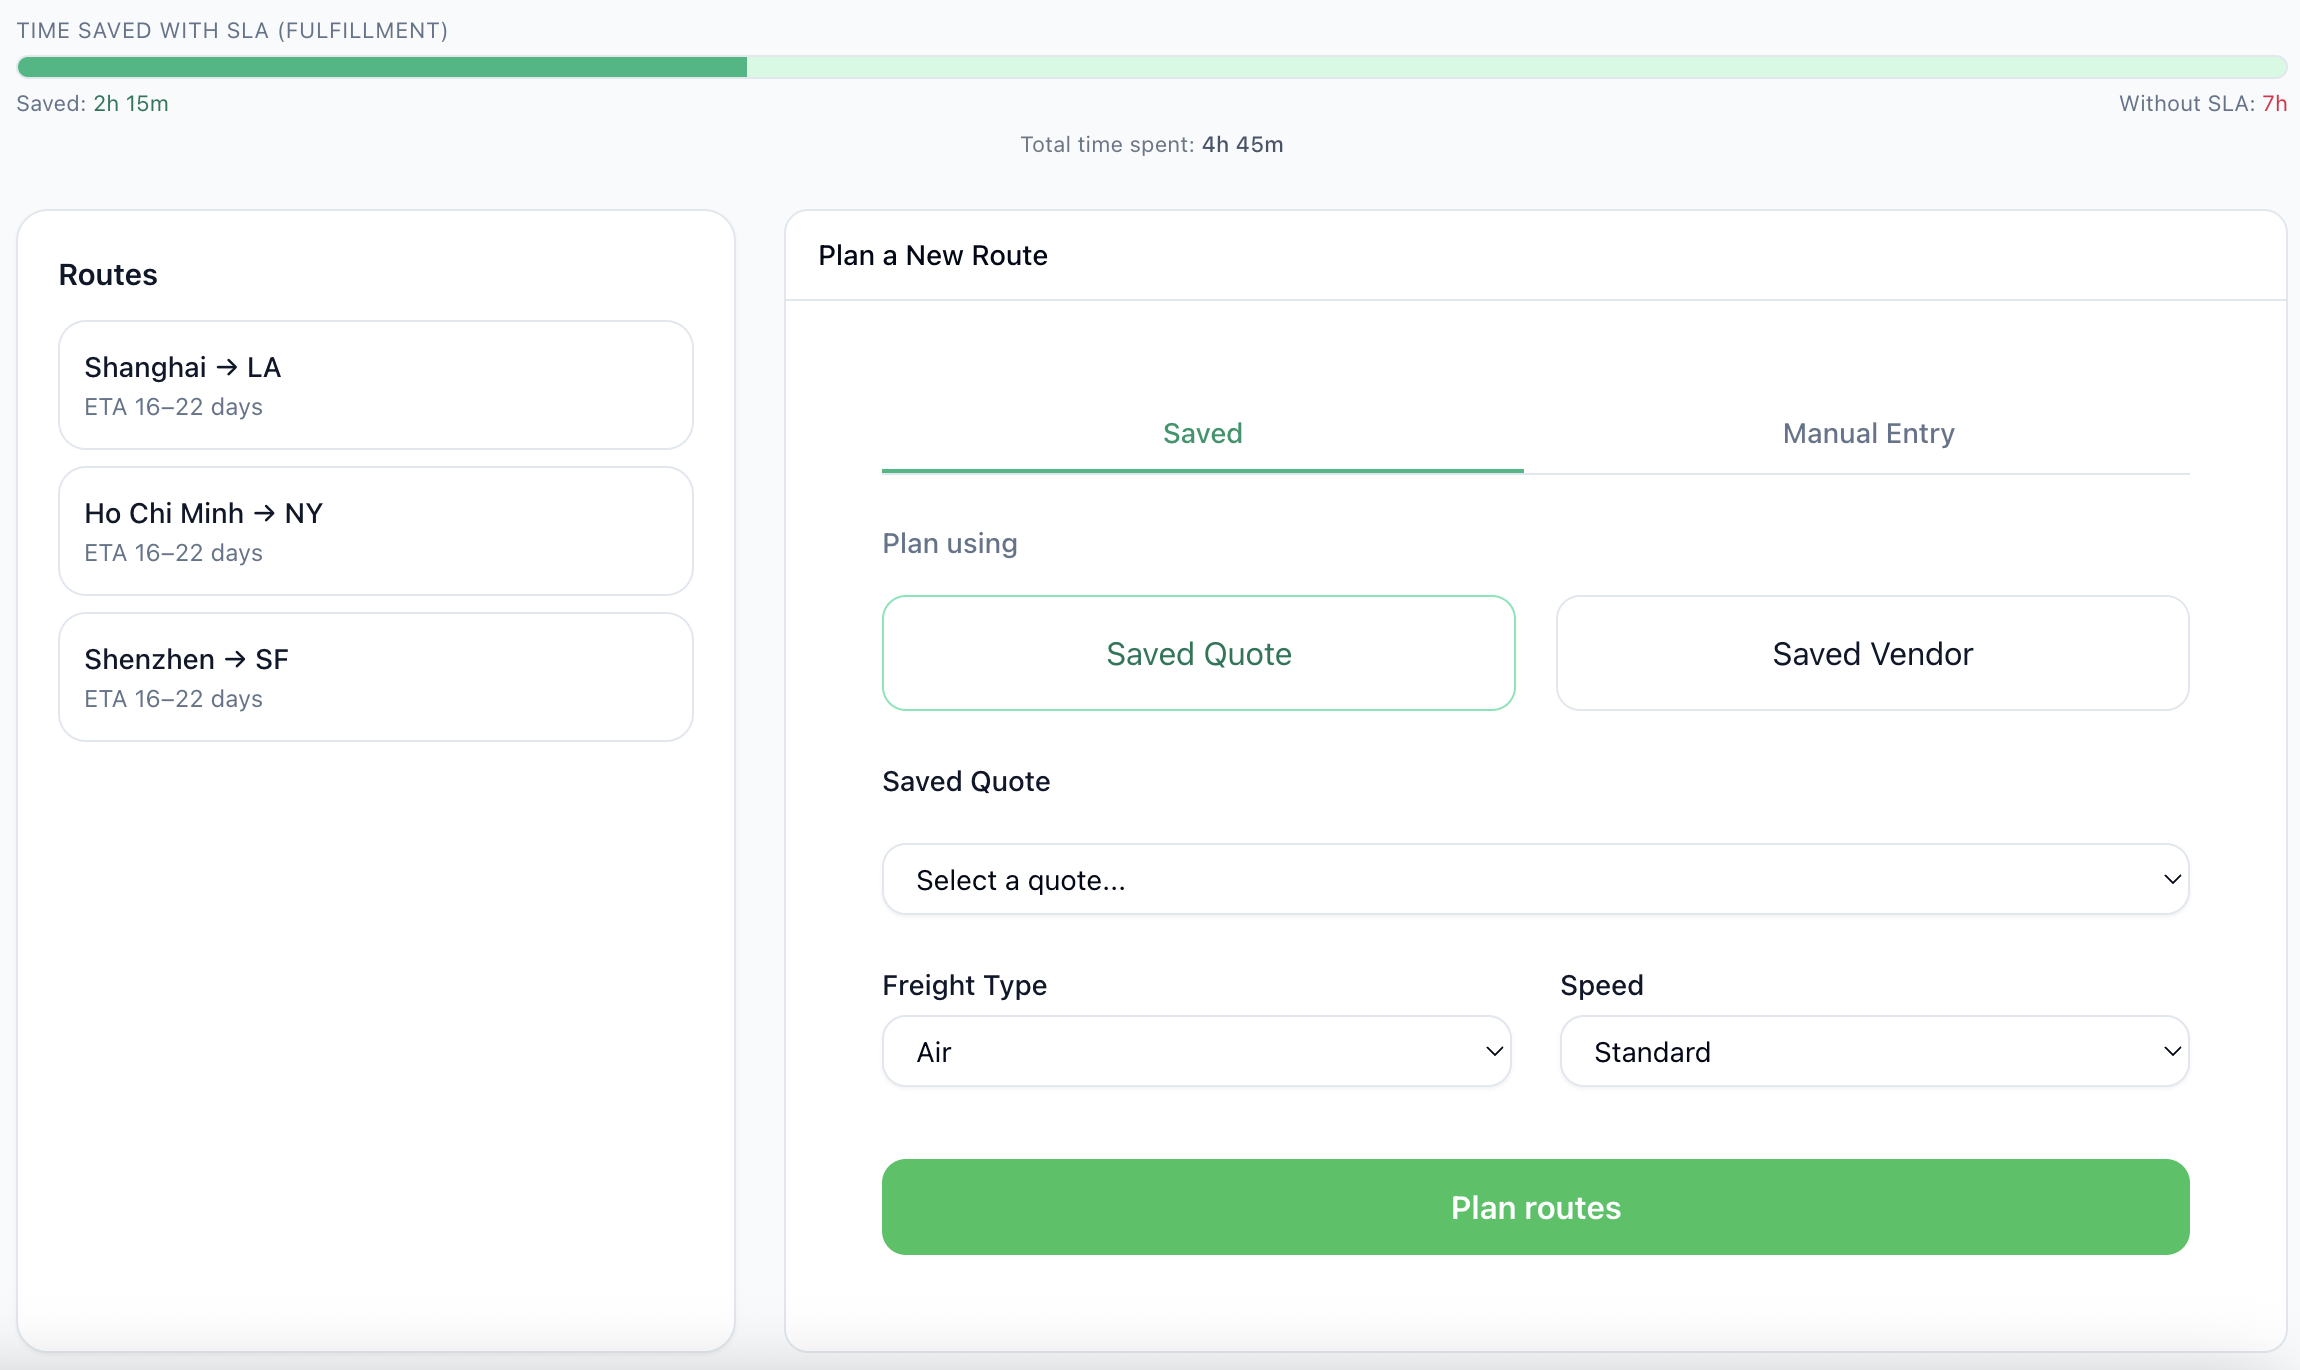 TIME SAVED WITH SLA (FULFILLMENT)
Saved: 2h 15m
Without SLA: 7h
Total time spent: 4h 45m
Routes
Shanghai → LA
ETA 16–22 days
Ho Chi Minh → NY
ETA 16–22 days
Shenzhen → SF
ETA 16–22 days
Plan a New Route
Saved
Manual Entry
Plan using
Saved Quote
Saved Vendor
Saved Quote
Select a quote...
Freight Type
Speed
Air
Standard
Plan routes